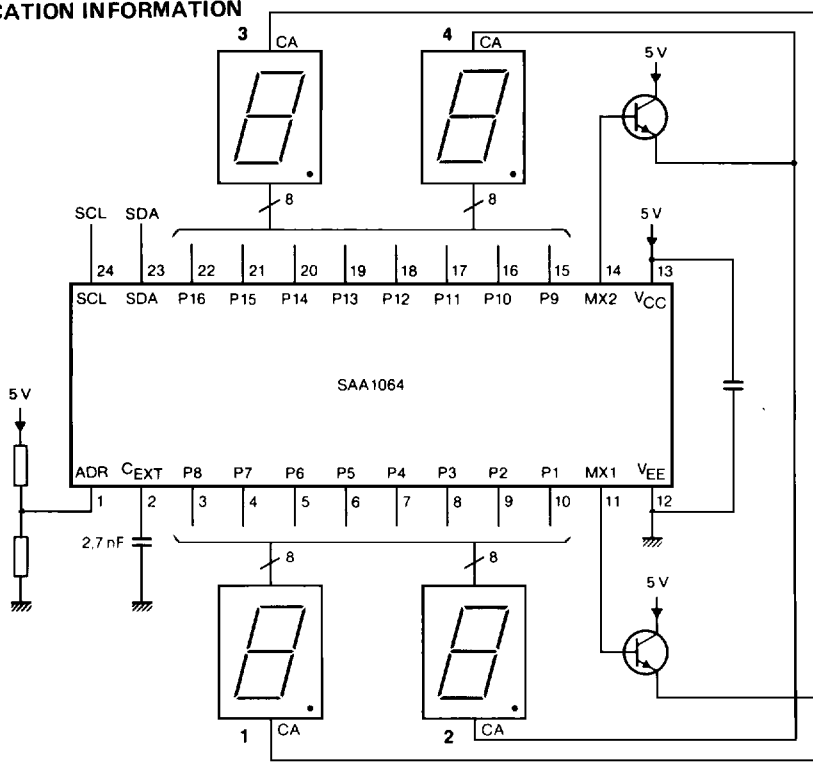 CATION INFORMATION
3 CA
4 CA
5 V
8
8
SCL SDA
5 V
24 23 22 21 20 19 18 17 16 15 14 13
SCL SDA P16 P15 P14 P13 P12 P11 P10 P9 MX2 VCC
SAA1064
5 V
ADR CEXT P8 P7 P6 P5 P4 P3 P2 P1 MX1 VEE
1 2 3 4 5 6 7 8 9 10 11 12
2,7 nF
8
8
5 V
1 CA
2 CA